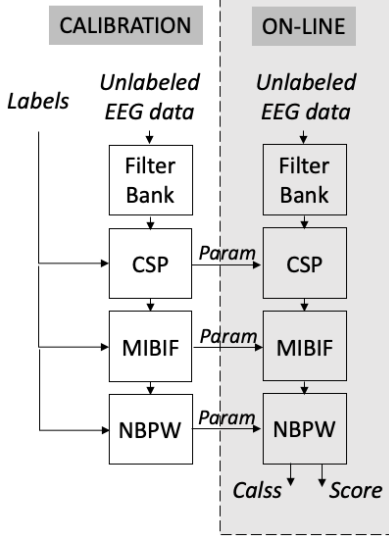 CALIBRATION
ON-LINE
Labels
Unlabeled
EEG data
Unlabeled
EEG data
Filter
Bank
Filter
Bank
CSP
Param
CSP
MIBIF
Param
MIBIF
NBPW
Param
NBPW
Calss
Score